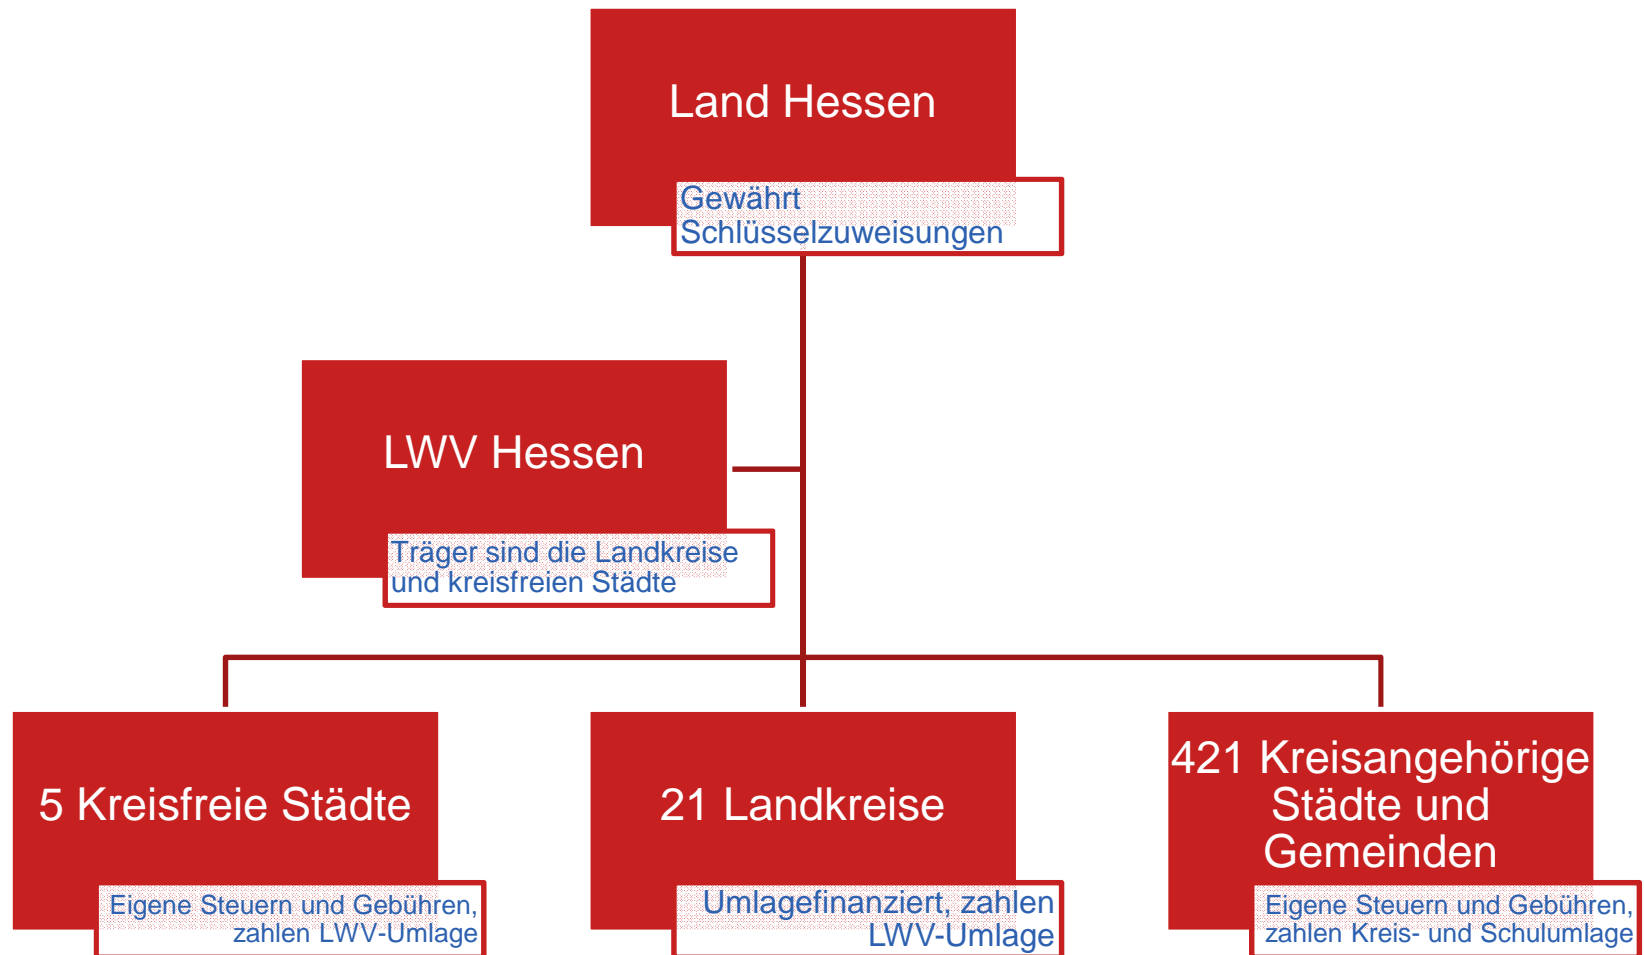 Land Hessen
Gewährt
Schlüsselzuweisungen
LWV Hessen
Träger sind die Landkreise
und kreisfreien Städte
5 Kreisfreie Städte
Eigene Steuern und Gebühren,
zahlen LWV-Umlage
21 Landkreise
Umlagefinanziert, zahlen
LWV-Umlage
421 Kreisangehörige
Städte und
Gemeinden
Eigene Steuern und Gebühren,
zahlen Kreis- und Schulumlage